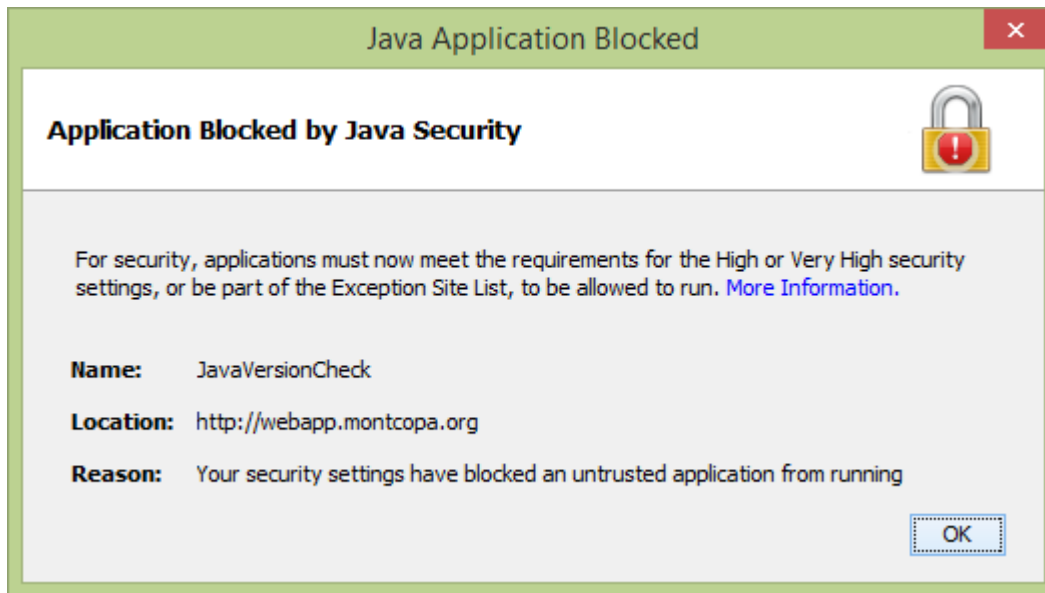 Java Application Blocked
Application Blocked by Java Security
For security, applications must now meet the requirements for the High or Very High security
settings, or be part of the Exception Site List, to be allowed to run. More Information.
Name: JavaVersionCheck
Location: http://webapp.montcopa.org
Reason: Your security settings have blocked an untrusted application from running
OK